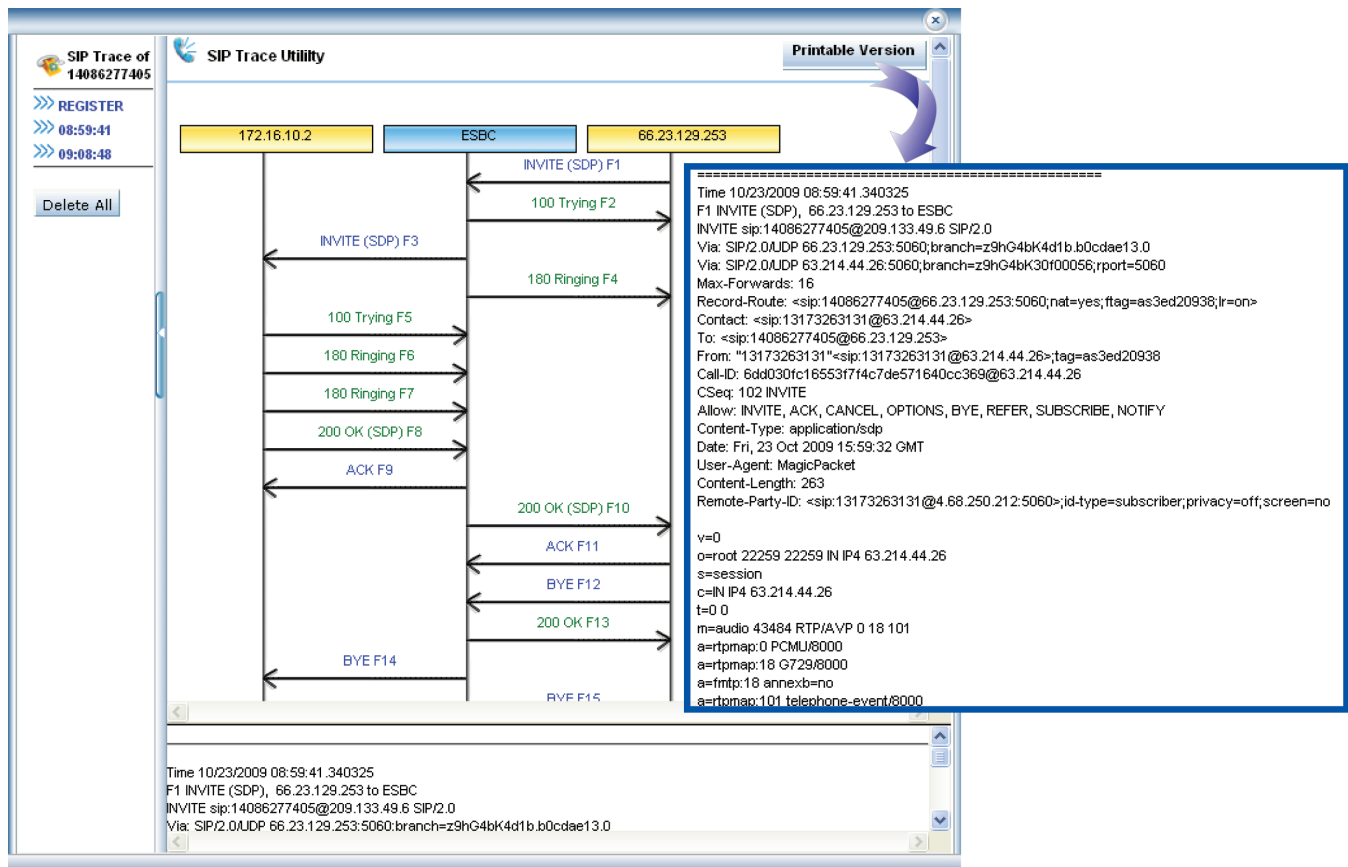 SIP Trace of
14086277405
REGISTER
08:59:41
09:08:48
Delete All
SIP Trace Utililty
Printable Version
172.16.10.2
ESBC
66.23.129.253
INVITE (SDP) F1
100 Trying F2
INVITE (SDP) F3
180 Ringing F4
100 Trying F5
180 Ringing F6
180 Ringing F7
200 OK (SDP) F8
ACK F9
200 OK (SDP) F10
ACK F11
BYE F12
200 OK F13
BYE F14
BYE F15
====================================================
Time 10/23/2009 08:59:41.340325
F1 INVITE (SDP), 66.23.129.253 to ESBC
INVITE sip:14086277405@209.133.49.6 SIP/2.0
Via: SIP/2.0/UDP 66.23.129.253:5060;branch=z9hG4bK4d1b.b0cdae13.0
Via: SIP/2.0/UDP 63.214.44.26:5060;branch=z9hG4bK30f00056;rport=5060
Max-Forwards: 16
Record-Route: <sip:14086277405@66.23.129.253:5060;nat=yes;ftag=as3ed20938;lr=on>
Contact: <sip:13173263131@63.214.44.26>
To: <sip:14086277405@66.23.129.253>
From: "13173263131"<sip:13173263131@63.214.44.26>;tag=as3ed20938
Call-ID: 6dd030fc16553f7f4c7de571640cc369@63.214.44.26
CSeq: 102 INVITE
Allow: INVITE, ACK, CANCEL, OPTIONS, BYE, REFER, SUBSCRIBE, NOTIFY
Content-Type: application/sdp
Date: Fri, 23 Oct 2009 15:59:32 GMT
User-Agent: MagicPacket
Content-Length: 263
Remote-Party-ID: <sip:13173263131@4.68.250.212:5060>;id-type=subscriber;privacy=off;screen=no
v=0
o=root 22259 22259 IN IP4 63.214.44.26
s=session
c=IN IP4 63.214.44.26
t=0 0
m=audio 43484 RTP/AVP 0 18 101
a=rtpmap:0 PCMU/8000
a=rtpmap:18 G729/8000
a=fmtp:18 annexb=no
a=rtpmap:101 telephone-event/8000
Time 10/23/2009 08:59:41.340325
F1 INVITE (SDP), 66.23.129.253 to ESBC
INVITE sip:14086277405@209.133.49.6 SIP/2.0
Via: SIP/2.0/UDP 66.23.129.253:5060;branch=z9hG4bK4d1b.b0cdae13.0